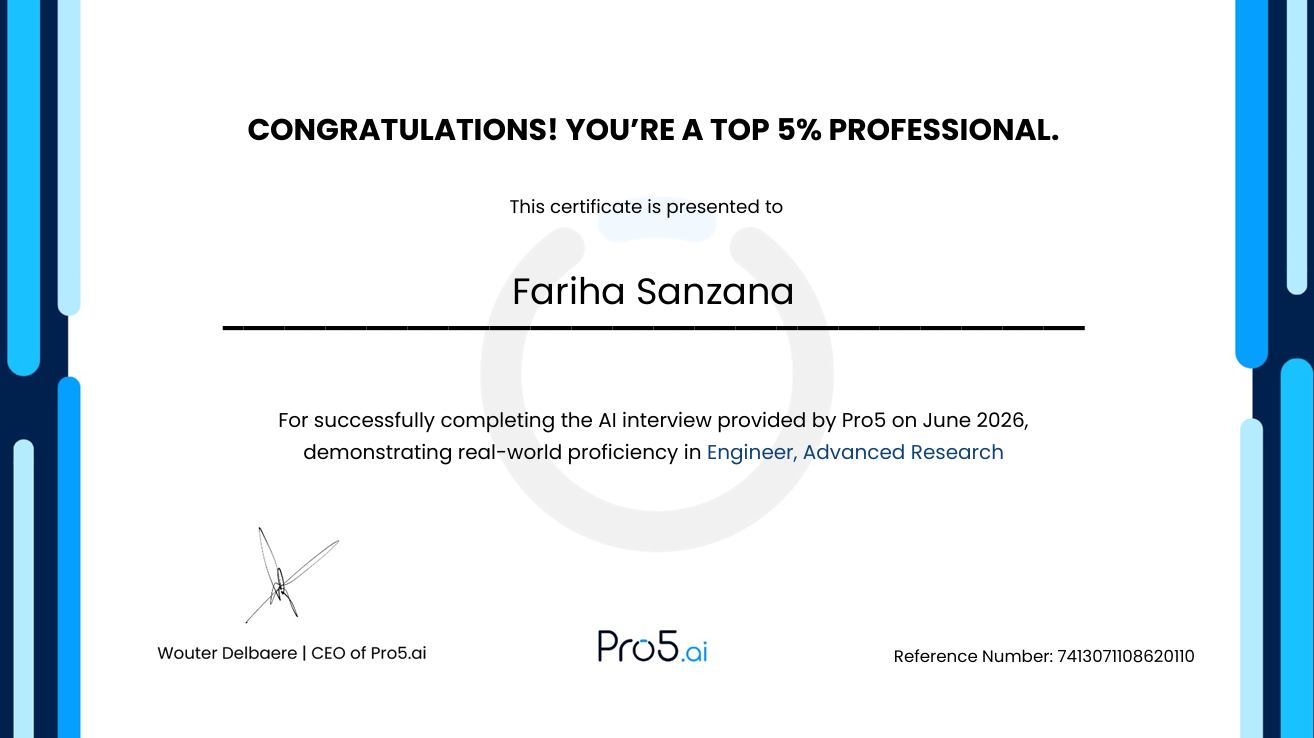 CONGRATULATIONS! YOU’RE A TOP 5% PROFESSIONAL.
This certificate is presented to
Fariha Sanzana
For successfully completing the AI interview provided by Pro5 on June 2026,
demonstrating real-world proficiency in Engineer, Advanced Research
Wouter Delbaere | CEO of Pro5.ai
Pro5.ai
Reference Number: 7413071108620110